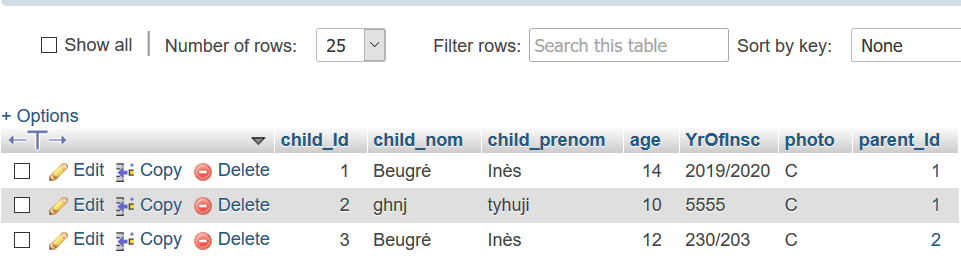 Show all | Number of rows: 25 Filter rows: Search this table Sort by key: None
+ Options
←T→ child_Id child_nom child_prenom age YrOfInsc photo parent_Id
Edit Copy Delete 1 Beugré Inès 14 2019/2020 C 1
Edit Copy Delete 2 ghnj tyhuji 10 5555 C 1
Edit Copy Delete 3 Beugré Inès 12 230/203 C 2